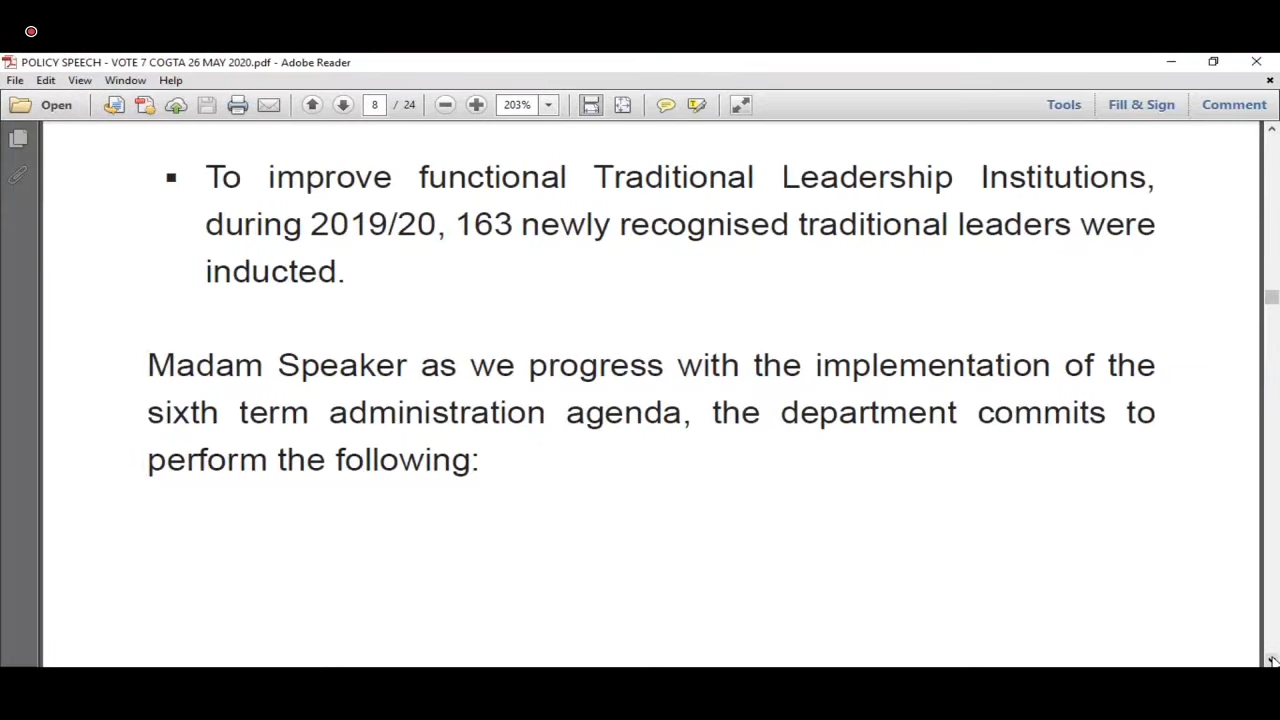 POLICY SPEECH - VOTE 7 COGTA 26 MAY 2020.pdf - Adobe Reader
File Edit View Window Help
Open 8 / 24 203% Tools Fill & Sign Comment
▪ To improve functional Traditional Leadership Institutions,
during 2019/20, 163 newly recognised traditional leaders were
inducted.
Madam Speaker as we progress with the implementation of the
sixth term administration agenda, the department commits to
perform the following: